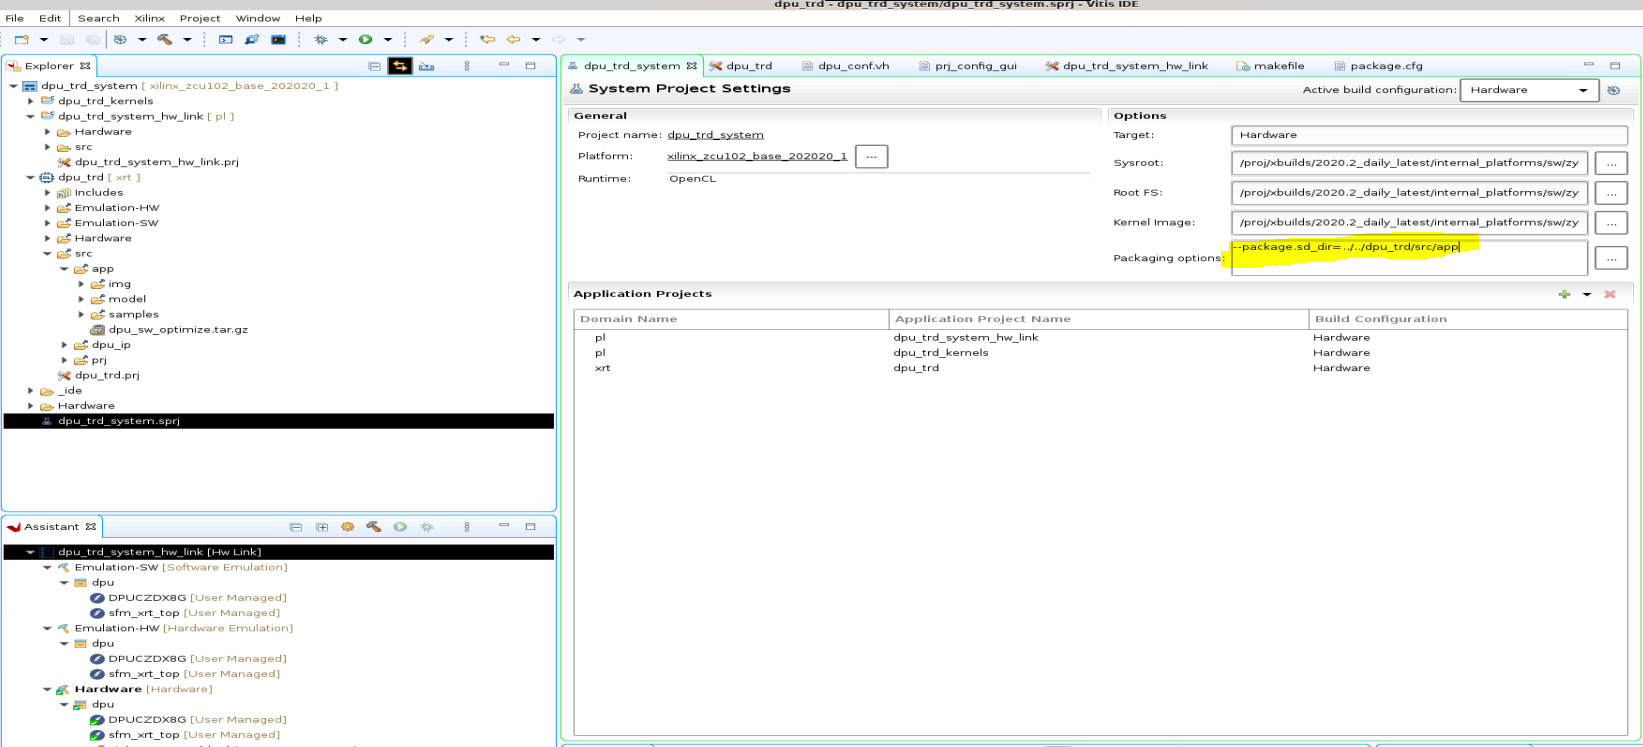 dpu_trd - dpu_trd_system/dpu_trd_system.sprj - Vitis IDE
File Edit Search Xilinx Project Window Help
Explorer
dpu_trd_system [ xilinx_zcu102_base_202020_1 ]
dpu_trd_kernels
dpu_trd_system_hw_link [ pl ]
Hardware
src
dpu_trd_system_hw_link.prj
dpu_trd [ xrt ]
Includes
Emulation-HW
Emulation-SW
Hardware
src
app
img
model
samples
dpu_sw_optimize.tar.gz
dpu_ip
prj
dpu_trd.prj
_ide
Hardware
dpu_trd_system.sprj
Assistant
dpu_trd_system_hw_link [Hw Link]
Emulation-SW [Software Emulation]
dpu
DPUCZDX8G [User Managed]
sfm_xrt_top [User Managed]
Emulation-HW [Hardware Emulation]
dpu
DPUCZDX8G [User Managed]
sfm_xrt_top [User Managed]
Hardware [Hardware]
dpu
DPUCZDX8G [User Managed]
sfm_xrt_top [User Managed]
dpu_trd_system dpu_trd dpu_conf.vh prj_config_gui dpu_trd_system_hw_link makefile package.cfg
System Project Settings
Active build configuration: Hardware
General
Project name: dpu_trd_system
Platform: xilinx_zcu102_base_202020_1 ...
Runtime: OpenCL
Options
Target: Hardware
Sysroot: /proj/xbuilds/2020.2_daily_latest/internal_platforms/sw/zy ...
Root FS: /proj/xbuilds/2020.2_daily_latest/internal_platforms/sw/zy ...
Kernel Image: /proj/xbuilds/2020.2_daily_latest/internal_platforms/sw/zy ...
Packaging options: --package.sd_dir=../../dpu_trd/src/app ...
Application Projects
Domain Name Application Project Name Build Configuration
pl dpu_trd_system_hw_link Hardware
pl dpu_trd_kernels Hardware
xrt dpu_trd Hardware